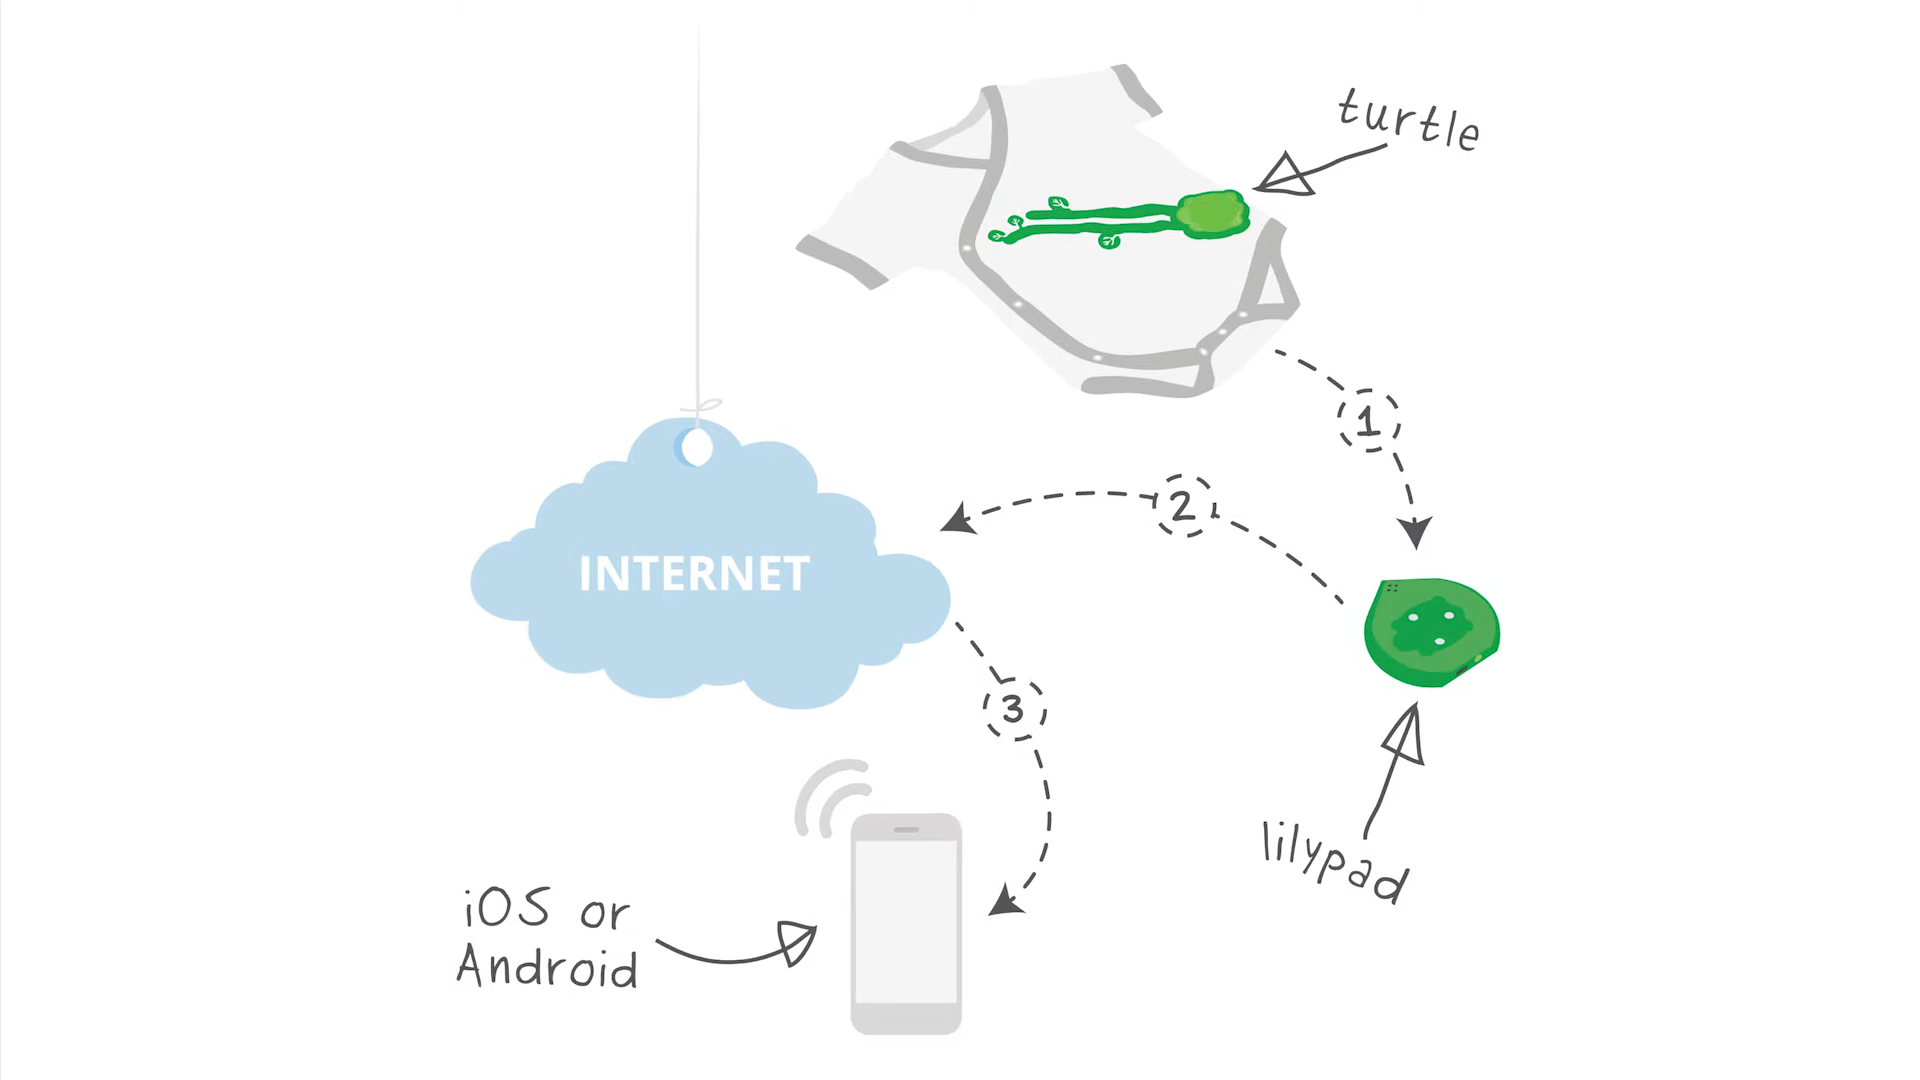 turtle
1
2
INTERNET
3
lilypad
iOS or
Android